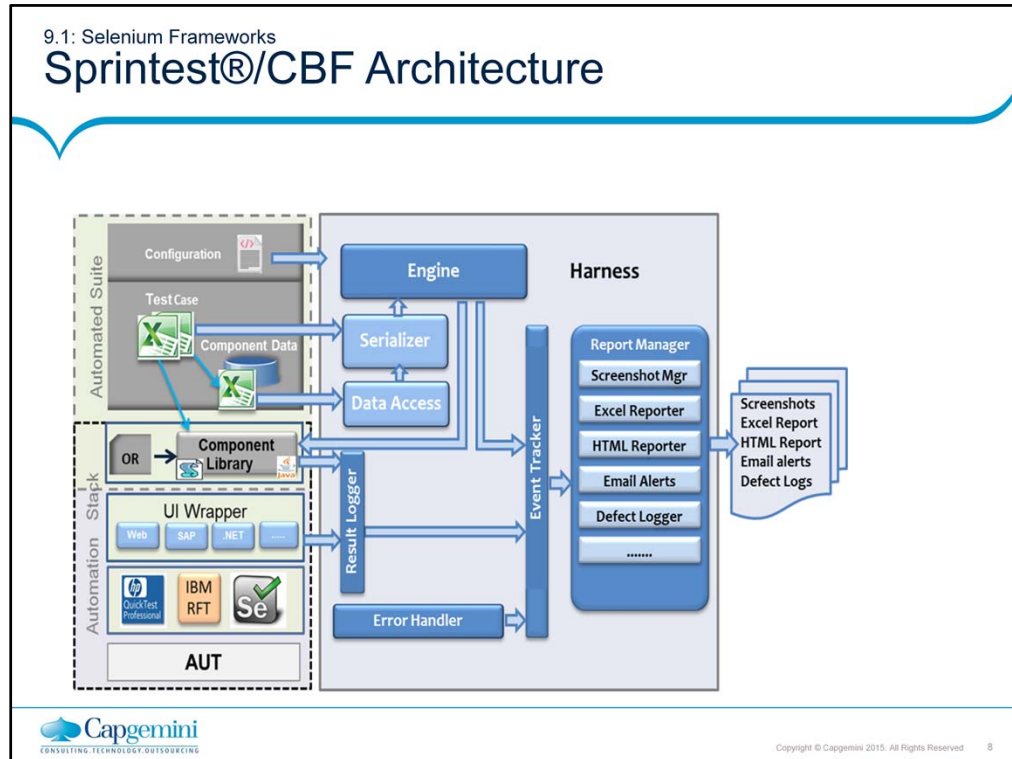 9.1: Selenium Frameworks
Sprintest®/CBF Architecture
Automated Suite
Configuration
</>
Test Case
Component Data
Engine
Harness
Serializer
Data Access
Report Manager
Screenshot Mgr
Excel Reporter
HTML Reporter
Email Alerts
Defect Logger
.......
Screenshots
Excel Report
HTML Report
Email alerts
Defect Logs
Event Tracker
Result Logger
Error Handler
Automation Stack
OR
Component
Library
Java
UI Wrapper
Web
SAP
.NET
.....
hp
QuickTest
Professional
IBM
RFT
Se
AUT
Capgemini
CONSULTING.TECHNOLOGY.OUTSOURCING
Copyright © Capgemini 2015. All Rights Reserved 8